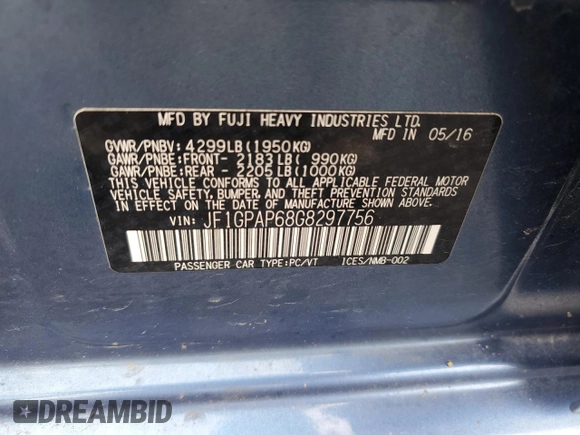 MFD BY FUJI HEAVY INDUSTRIES LTD.
MFD IN 05/16
GVWR/PNBV: 4299LB(1950KG)
GAWR/PNBE:FRONT- 2183LB( 990KG)
GAWR/PNBE:REAR - 2205LB(1000KG)
THIS VEHICLE CONFORMS TO ALL APPLICABLE FEDERAL MOTOR
VEHICLE SAFETY, BUMPER, AND THEFT PREVENTION STANDARDS
IN EFFECT ON THE DATE OF MANUFACTURE SHOWN ABOVE.
VIN: JF1GPAP68G8297756
PASSENGER CAR TYPE:PC/VT ICES/NMB-002
DREAMBID